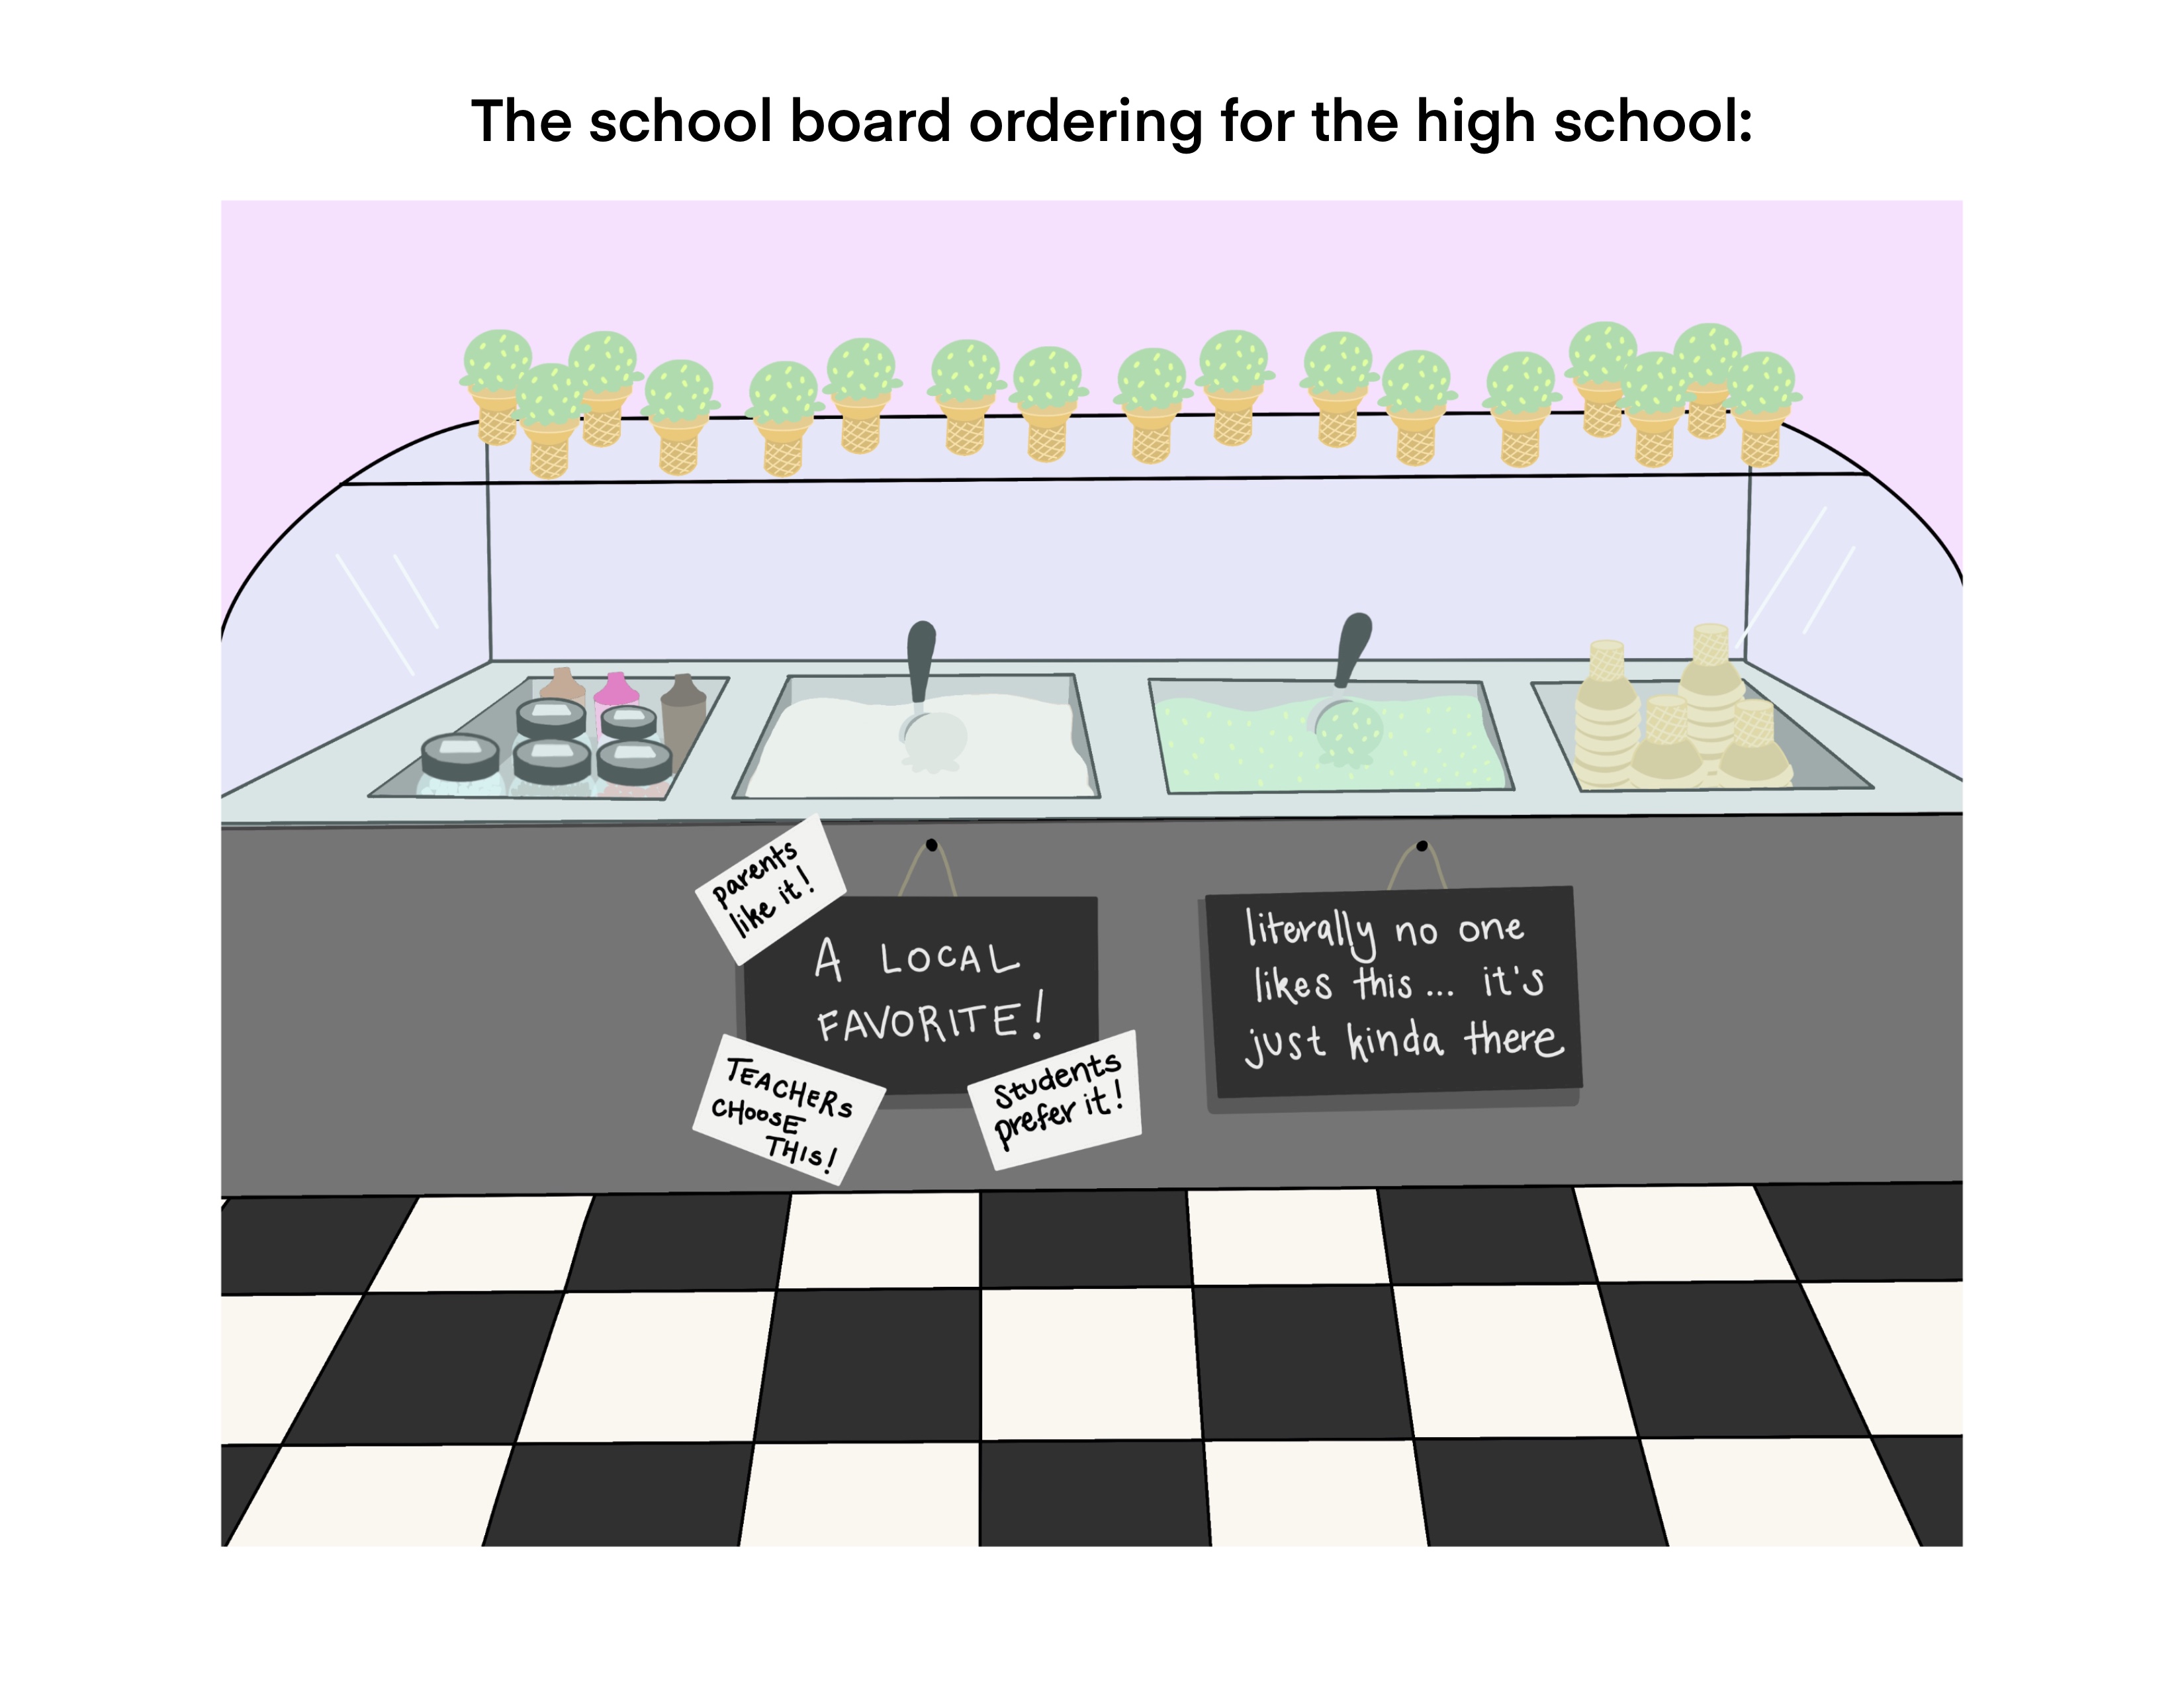 The school board ordering for the high school:
parents
like it!
A LOCAL
FAVORITE!
TEACHERS
CHOOSE
THIS!
Students
prefer it!
literally no one
likes this... it's
just kinda there